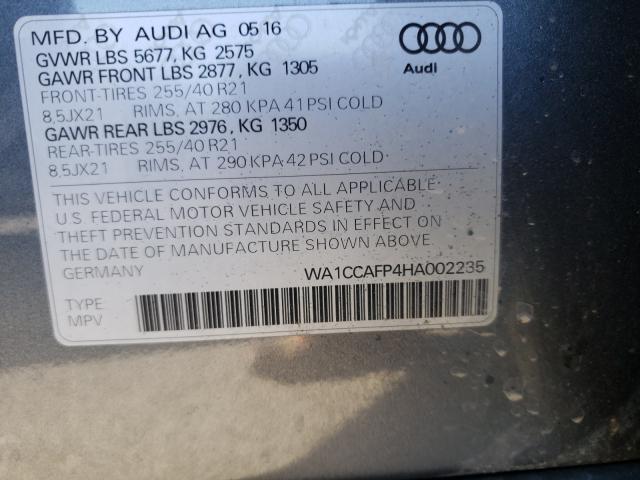 MFD. BY AUDI AG 05 16
GVWR LBS 5677, KG 2575
GAWR FRONT LBS 2877, KG 1305
FRONT-TIRES 255/40 R21
8,5JX21 RIMS, AT 280 KPA 41 PSI COLD
GAWR REAR LBS 2976, KG 1350
REAR-TIRES 255/40 R21
8,5JX21 RIMS, AT 290 KPA 42 PSI COLD
Audi
THIS VEHICLE CONFORMS TO ALL APPLICABLE
U.S. FEDERAL MOTOR VEHICLE SAFETY AND
THEFT PREVENTION STANDARDS IN EFFECT ON
THE DATE OF MANUFACTURE SHOWN ABOVE.
GERMANY WA1CCAFP4HA002235
TYPE
MPV